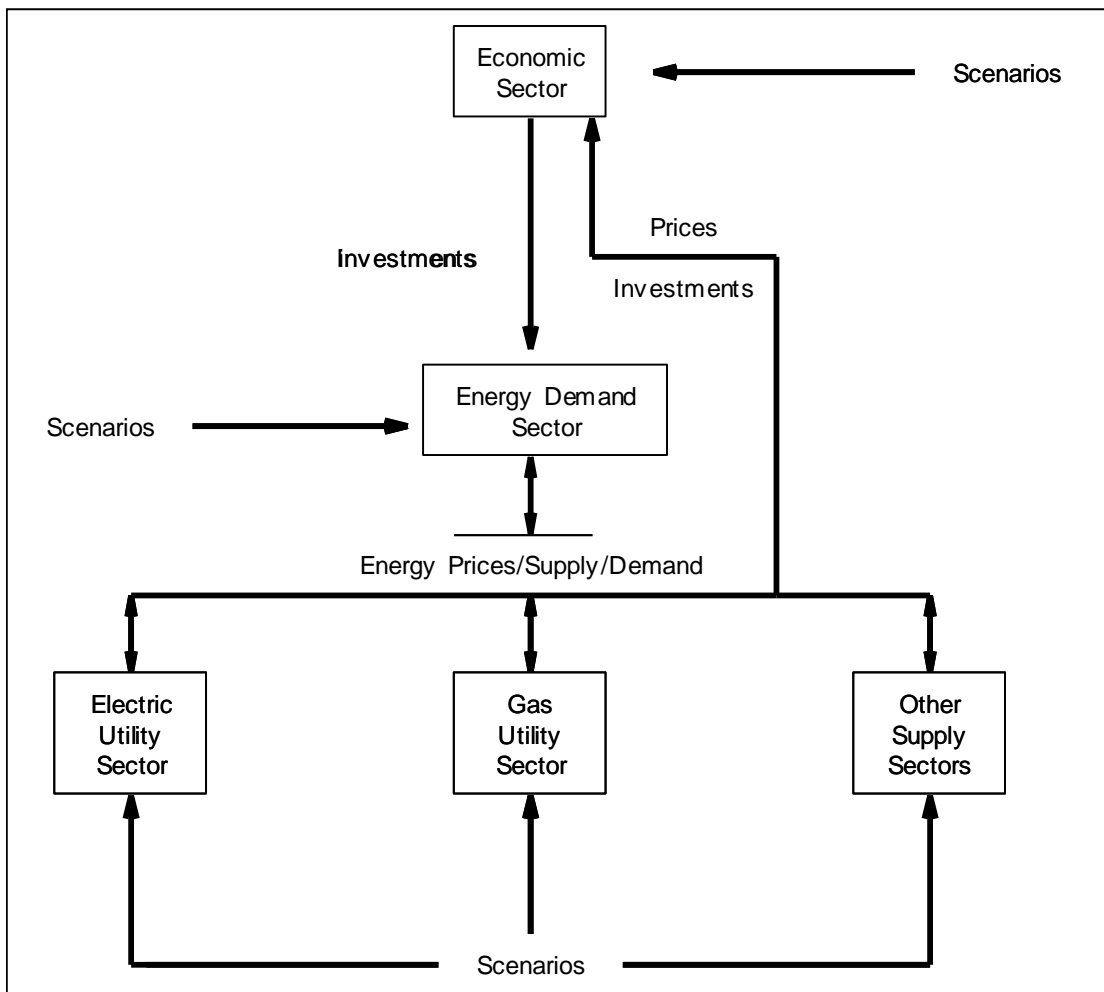 Economic
Sector
Scenarios
Prices
Investments
Investments
Energy Demand
Sector
Scenarios
Energy Prices/Supply/Demand
Electric
Utility
Sector
Gas
Utility
Sector
Other
Supply
Sectors
Scenarios